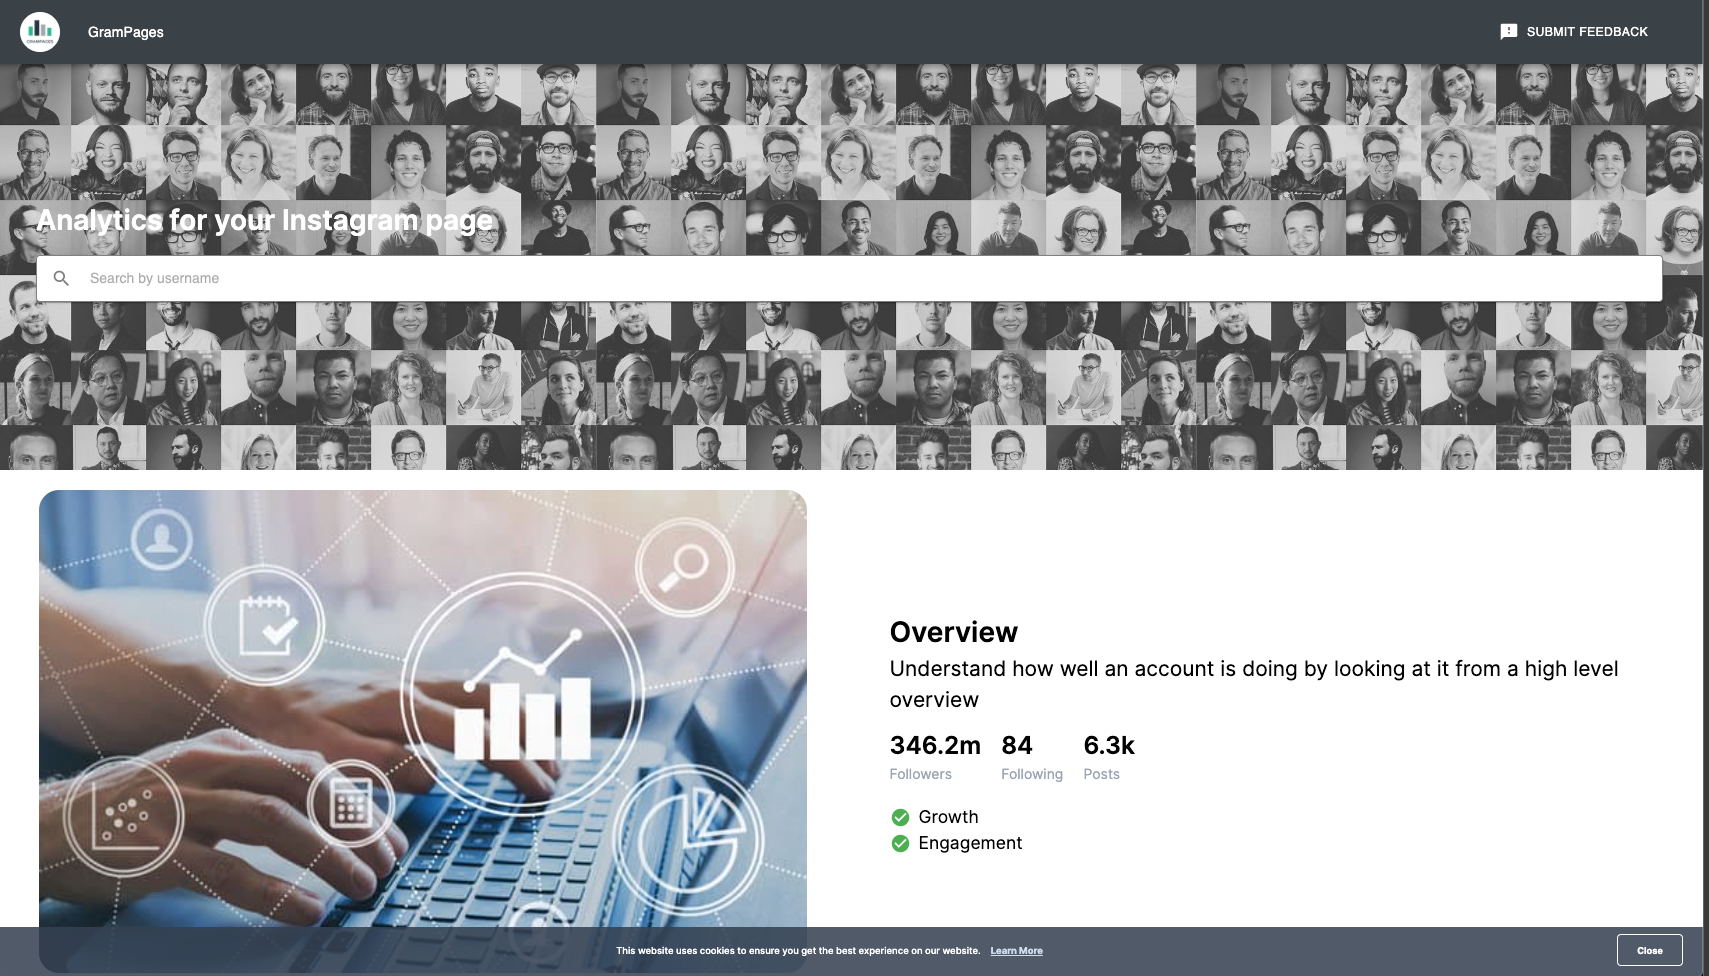 GramPages
SUBMIT FEEDBACK
Analytics for your Instagram page
Search by username
Overview
Understand how well an account is doing by looking at it from a high level
overview
346.2m 84 6.3k
Followers Following Posts
Growth
Engagement
This website uses cookies to ensure you get the best experience on our website. Learn More
Close